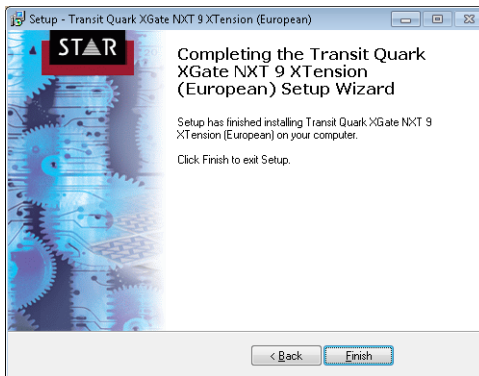 Setup - Transit Quark XGate NXT 9 XTension (European)
STAR
Completing the Transit Quark
XGate NXT 9 XTension
(European) Setup Wizard
Setup has finished installing Transit Quark XGate NXT 9
XTension (European) on your computer.
Click Finish to exit Setup.
< Back
Finish